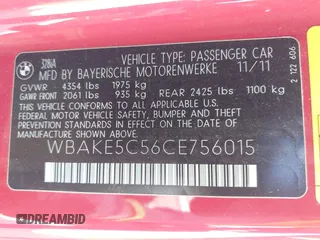 BMW
VEHICLE TYPE: PASSENGER CAR
MFD BY BAYERISCHE MOTORENWERKE 11/11
GVWR 4354 lbs 1975 kg
GAWR FRONT 2061 lbs 935 kg REAR 2425 lbs 1100 kg
THIS VEHICLE CONFORMS TO ALL APPLICABLE U.S.
FEDERAL MOTOR VEHICLE SAFETY, BUMPER, AND
THEFT PREVENTION STANDARDS IN EFFECT ON THE
DATE OF MANUFACTURE SHOWN ABOVE.
WBAKE5C56CE756015
2 122 606
DREAMBID